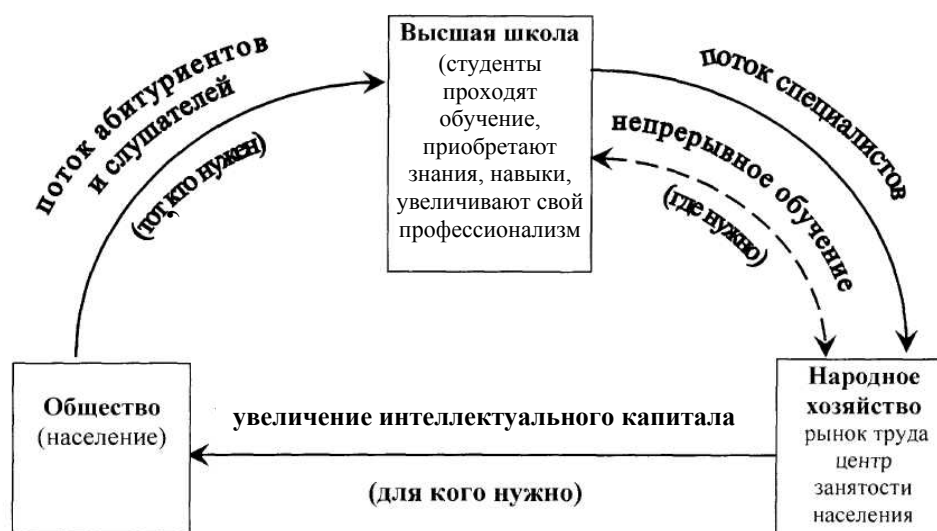 поток абитуриентов
и слушателей
(тот, кто нужен)
Высшая школа
(студенты
проходят
обучение,
приобретают
знания, навыки,
увеличивают свой
профессионализм
поток специалистов
непрерывное обучение
(где нужно)
Общество
(население)
увеличение интеллектуального капитала
(для кого нужно)
Народное
хозяйство
рынок труда
центр
занятости
населения